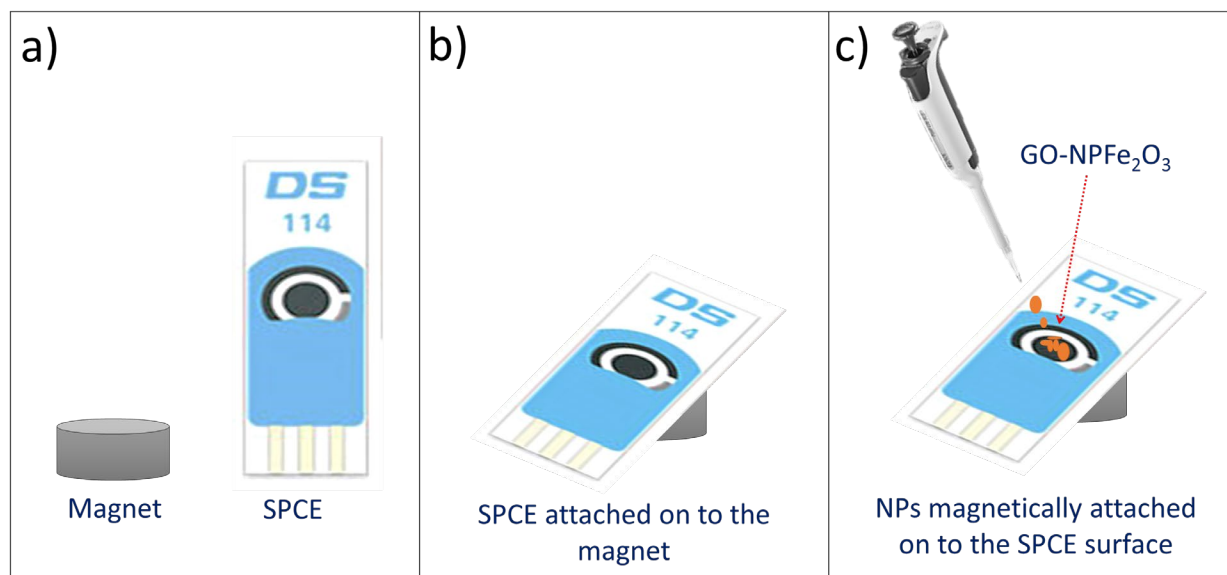 a)
DS
114
Magnet
SPCE
b)
DS
114
SPCE attached on to the
magnet
c)
GO-NPFe₂O₃
DS
114
NPs magnetically attached
on to the SPCE surface